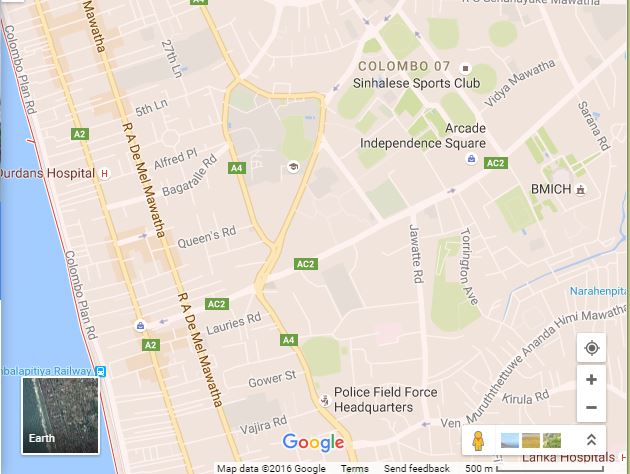 R G Senanayake Mawatha
A4
Mawatha
27th Ln
COLOMBO 07
Sinhalese Sports Club
Vidya Mawatha
Colombo Plan Rd
5th Ln
A2
R A De Mel Mawatha
Arcade
Independence Square
Sarana Rd
Alfred Pl
AC2
Durdans Hospital H
Bagatalle Rd
A4
BMICH
Queen's Rd
Jawatte Rd
Torrington Ave
Colombo Plan Rd
AC2
Narahenpit
R A De Mel Mawatha
AC2
Lauries Rd
A2
A4
Ven. Muruththettuwe Ananda Himi Mawatha
mbalapitiya Railway
Gower St
Earth
Police Field Force
Headquarters
Kirula Rd
Vajira Rd
Google
Lanka Hospitals H
Map data ©2016 Google Terms Send feedback 500 m